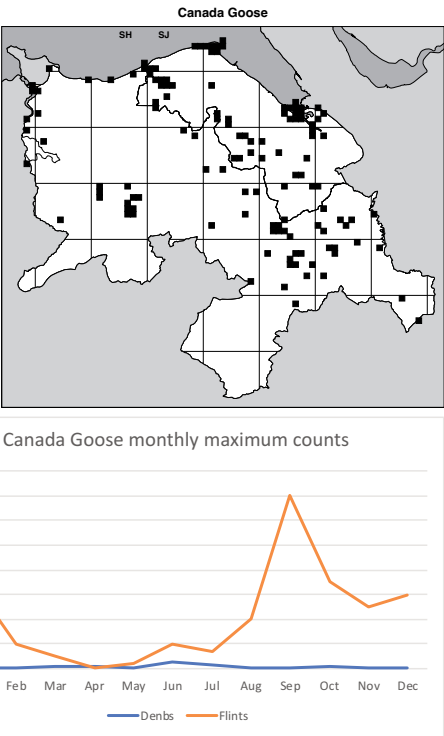 Canada Goose
SH SJ
Canada Goose monthly maximum counts
Feb Mar Apr May Jun Jul Aug Sep Oct Nov Dec
Denbs Flints